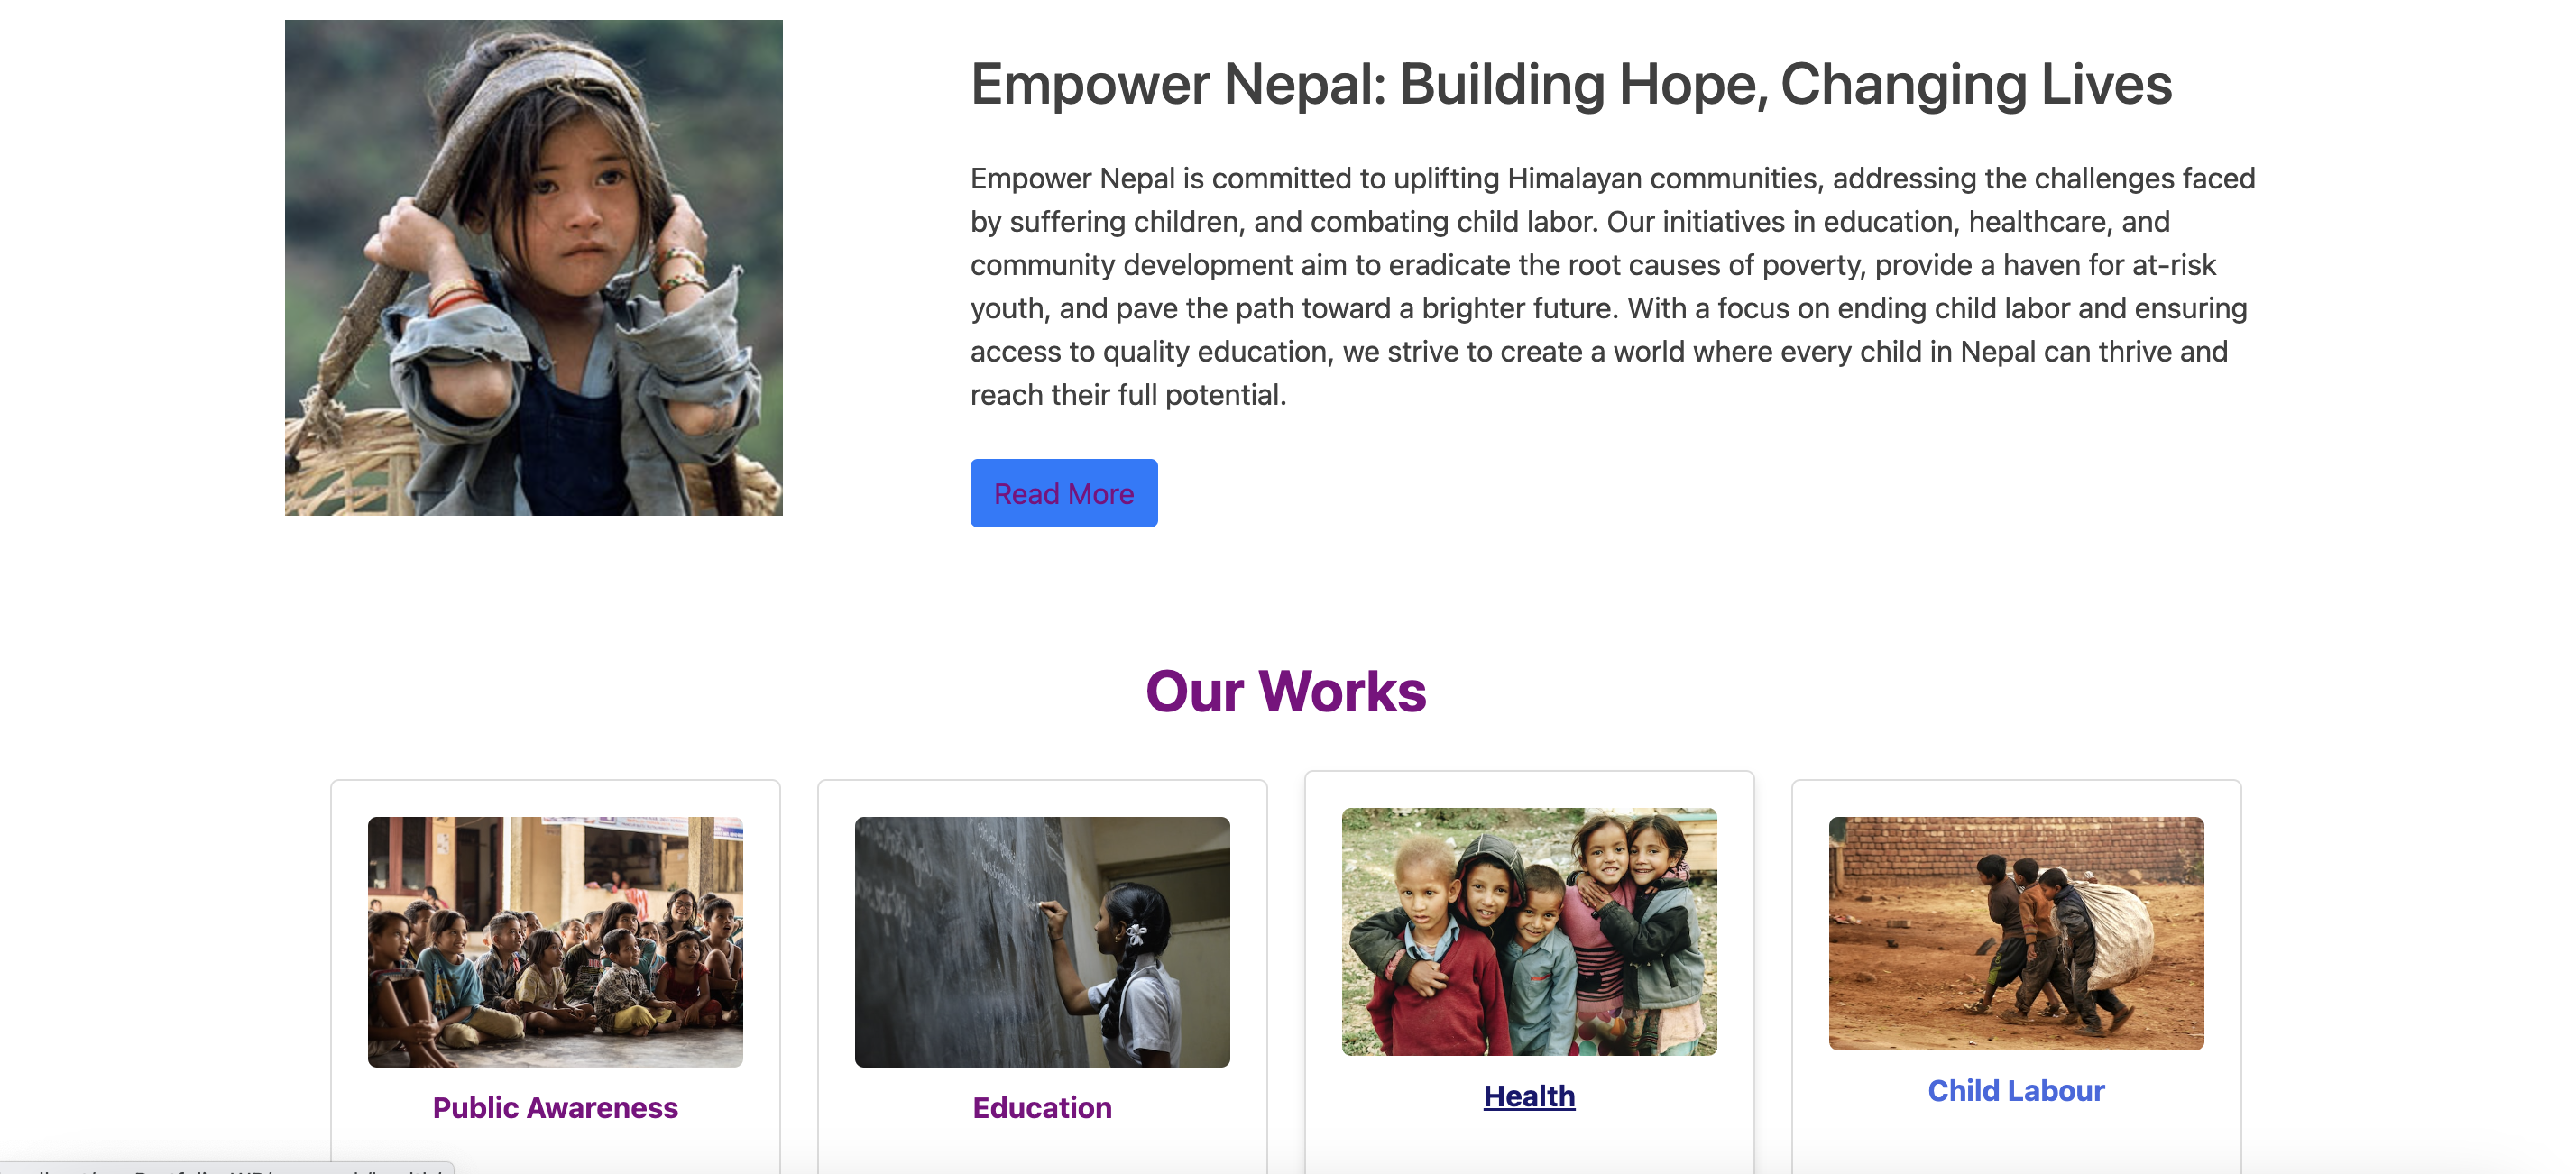 Empower Nepal: Building Hope, Changing Lives
Empower Nepal is committed to uplifting Himalayan communities, addressing the challenges faced
by suffering children, and combating child labor. Our initiatives in education, healthcare, and
community development aim to eradicate the root causes of poverty, provide a haven for at-risk
youth, and pave the path toward a brighter future. With a focus on ending child labor and ensuring
access to quality education, we strive to create a world where every child in Nepal can thrive and
reach their full potential.
Read More
Our Works
Public Awareness
Education
Health
Child Labour